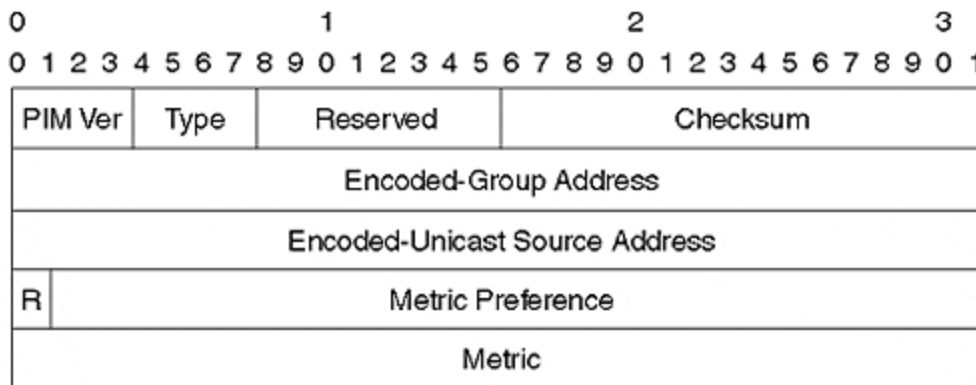 0 1 2 3
0 1 2 3 4 5 6 7 8 9 0 1 2 3 4 5 6 7 8 9 0 1 2 3 4 5 6 7 8 9 0 1
PIM Ver Type Reserved Checksum
Encoded-Group Address
Encoded-Unicast Source Address
R Metric Preference
Metric